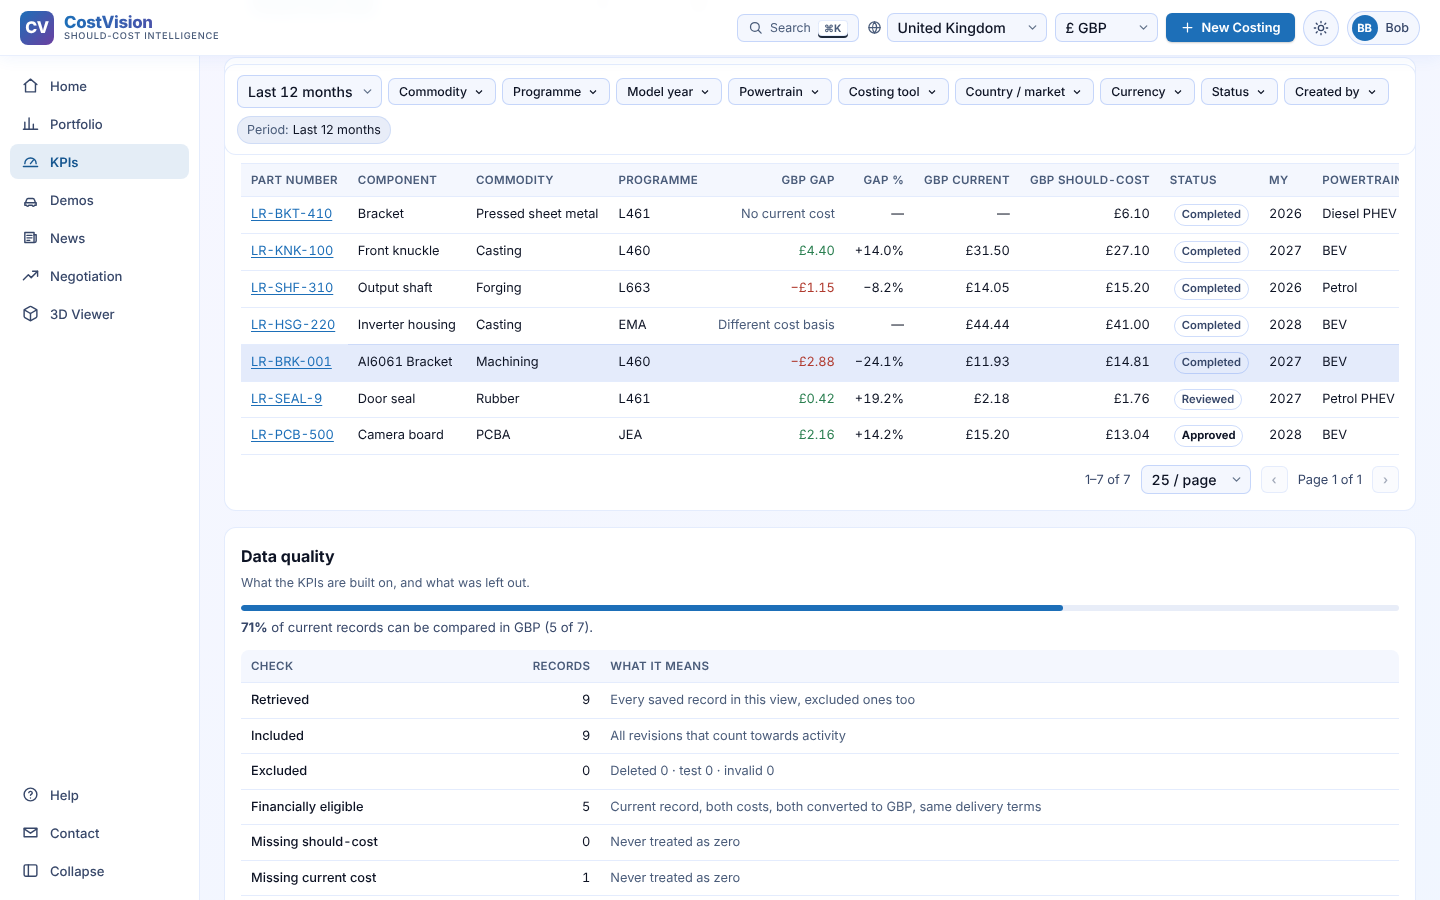 CV CostVision
SHOULD-COST INTELLIGENCE
Search ⌘K
United Kingdom
£ GBP
+ New Costing
BB Bob
Home
Portfolio
KPIs
Demos
News
Negotiation
3D Viewer
Help
Contact
Collapse
Last 12 months Commodity Programme Model year Powertrain Costing tool Country / market Currency Status Created by
Period: Last 12 months
PART NUMBER COMPONENT COMMODITY PROGRAMME GBP GAP GAP % GBP CURRENT GBP SHOULD-COST STATUS MY POWERTRAIN
LR-BKT-410 Bracket Pressed sheet metal L461 No current cost — — £6.10 Completed 2026 Diesel PHEV
LR-KNK-100 Front knuckle Casting L460 £4.40 +14.0% £31.50 £27.10 Completed 2027 BEV
LR-SHF-310 Output shaft Forging L663 −£1.15 −8.2% £14.05 £15.20 Completed 2026 Petrol
LR-HSG-220 Inverter housing Casting EMA Different cost basis — £44.44 £41.00 Completed 2028 BEV
LR-BRK-001 Al6061 Bracket Machining L460 −£2.88 −24.1% £11.93 £14.81 Completed 2027 BEV
LR-SEAL-9 Door seal Rubber L461 £0.42 +19.2% £2.18 £1.76 Reviewed 2027 Petrol PHEV
LR-PCB-500 Camera board PCBA JEA £2.16 +14.2% £15.20 £13.04 Approved 2028 BEV
1–7 of 7 25 / page ‹ Page 1 of 1 ›
Data quality
What the KPIs are built on, and what was left out.
71% of current records can be compared in GBP (5 of 7).
CHECK RECORDS WHAT IT MEANS
Retrieved 9 Every saved record in this view, excluded ones too
Included 9 All revisions that count towards activity
Excluded 0 Deleted 0 · test 0 · invalid 0
Financially eligible 5 Current record, both costs, both converted to GBP, same delivery terms
Missing should-cost 0 Never treated as zero
Missing current cost 1 Never treated as zero